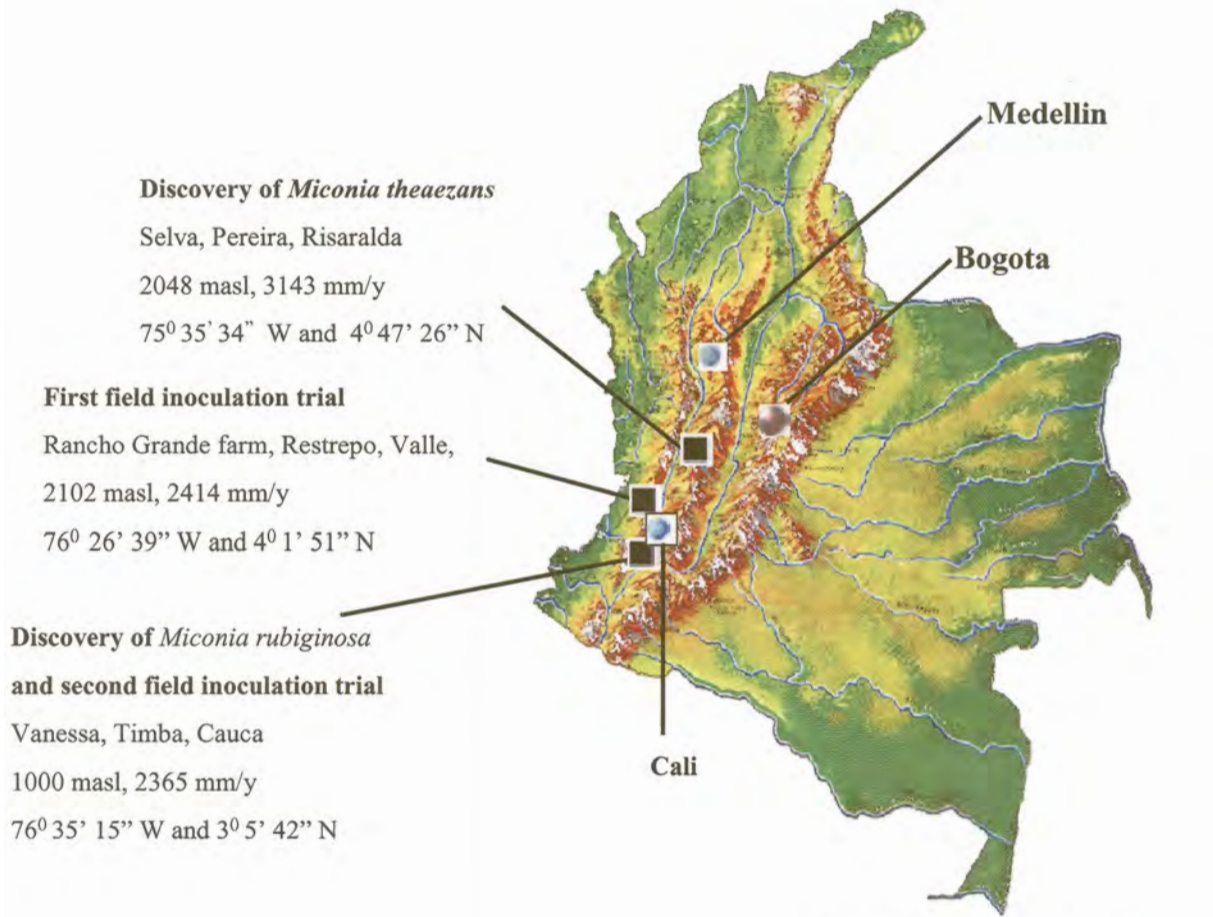 Medellin
Discovery of Miconia theaezans
Selva, Pereira, Risaralda
2048 masl, 3143 mm/y
75⁰ 35’ 34” W and 4⁰ 47’ 26” N
Bogota
First field inoculation trial
Rancho Grande farm, Restrepo, Valle,
2102 masl, 2414 mm/y
76⁰ 26’ 39” W and 4⁰ 1’ 51” N
Discovery of Miconia rubiginosa
and second field inoculation trial
Vanessa, Timba, Cauca
1000 masl, 2365 mm/y
76⁰ 35’ 15” W and 3⁰ 5’ 42” N
Cali